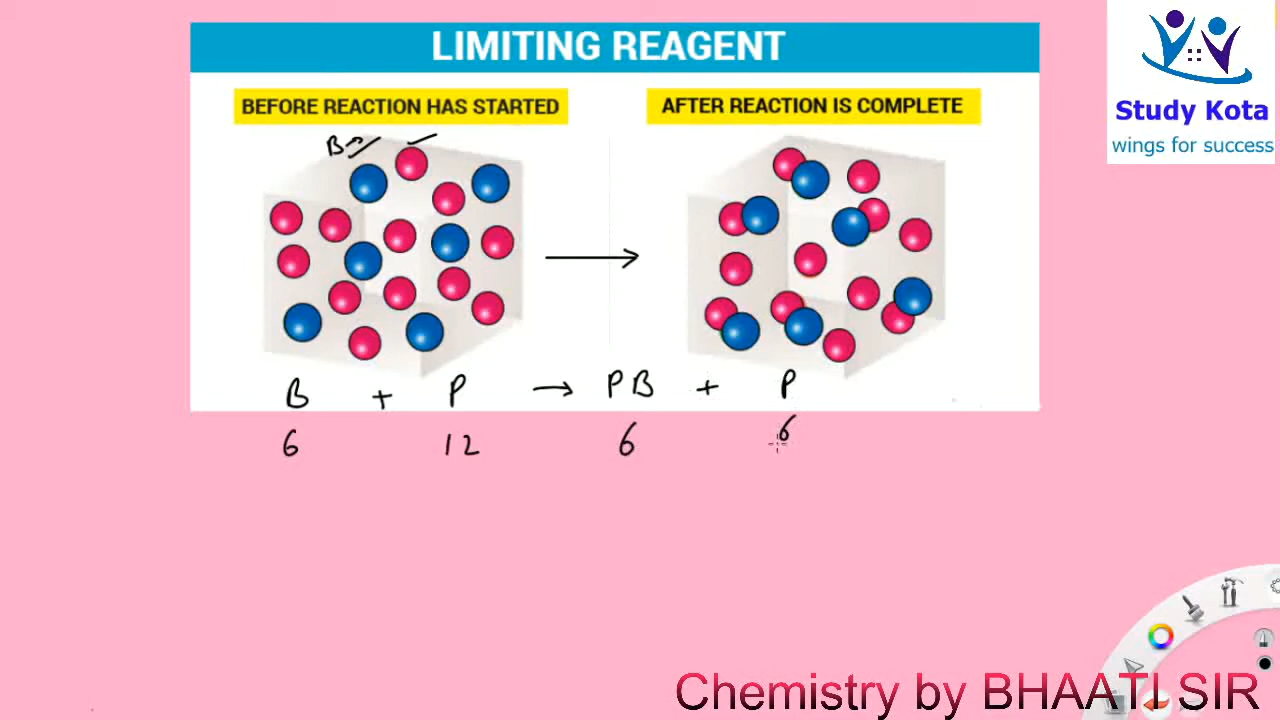 LIMITING REAGENT
BEFORE REACTION HAS STARTED
AFTER REACTION IS COMPLETE
Study Kota
wings for success
B
B + P → PB + P
6 12 6 6
Chemistry by BHAATI SIR